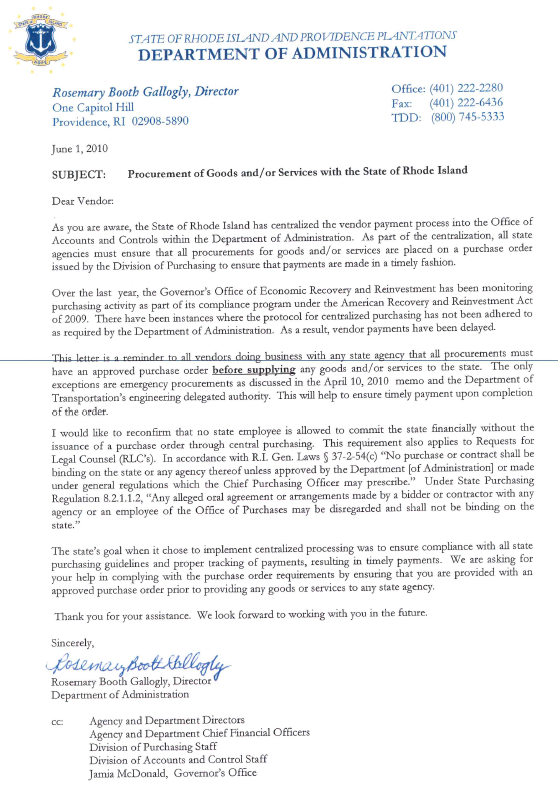 STATE OF RHODE ISLAND AND PROVIDENCE PLANTATIONS
DEPARTMENT OF ADMINISTRATION
Rosemary Booth Gallogly, Director
One Capitol Hill
Providence, RI 02908-5890
Office: (401) 222-2280
Fax: (401) 222-6436
TDD: (800) 745-5333
June 1, 2010
SUBJECT: Procurement of Goods and/or Services with the State of Rhode Island
Dear Vendor:
As you are aware, the State of Rhode Island has centralized the vendor payment process into the Office of
Accounts and Controls within the Department of Administration. As part of the centralization, all state
agencies must ensure that all procurements for goods and/or services are placed on a purchase order
issued by the Division of Purchasing to ensure that payments are made in a timely fashion.
Over the last year, the Governor's Office of Economic Recovery and Reinvestment has been monitoring
purchasing activity as part of its compliance program under the American Recovery and Reinvestment Act
of 2009. There have been instances where the protocol for centralized purchasing has not been adhered to
as required by the Department of Administration. As a result, vendor payments have been delayed.
This letter is a reminder to all vendors doing business with any state agency that all procurements must
have an approved purchase order before supplying any goods and/or services to the state. The only
exceptions are emergency procurements as discussed in the April 10, 2010 memo and the Department of
Transportation's engineering delegated authority. This will help to ensure timely payment upon completion
of the order.
I would like to reconfirm that no state employee is allowed to commit the state financially without the
issuance of a purchase order through central purchasing. This requirement also applies to Requests for
Legal Counsel (RLC's). In accordance with R.I. Gen. Laws § 37-2-54(c) "No purchase or contract shall be
binding on the state or any agency thereof unless approved by the Department [of Administration] or made
under general regulations which the Chief Purchasing Officer may prescribe." Under State Purchasing
Regulation 8.2.1.1.2, "Any alleged oral agreement or arrangements made by a bidder or contractor with any
agency or an employee of the Office of Purchases may be disregarded and shall not be binding on the
state."
The state's goal when it chose to implement centralized processing was to ensure compliance with all state
purchasing guidelines and proper tracking of payments, resulting in timely payments. We are asking for
your help in complying with the purchase order requirements by ensuring that you are provided with an
approved purchase order prior to providing any goods or services to any state agency.
Thank you for your assistance. We look forward to working with you in the future.
Sincerely,
Rosemary Booth Gallogly
Rosemary Booth Gallogly, Director
Department of Administration
cc: Agency and Department Directors
Agency and Department Chief Financial Officers
Division of Purchasing Staff
Division of Accounts and Control Staff
Jamia McDonald, Governor's Office